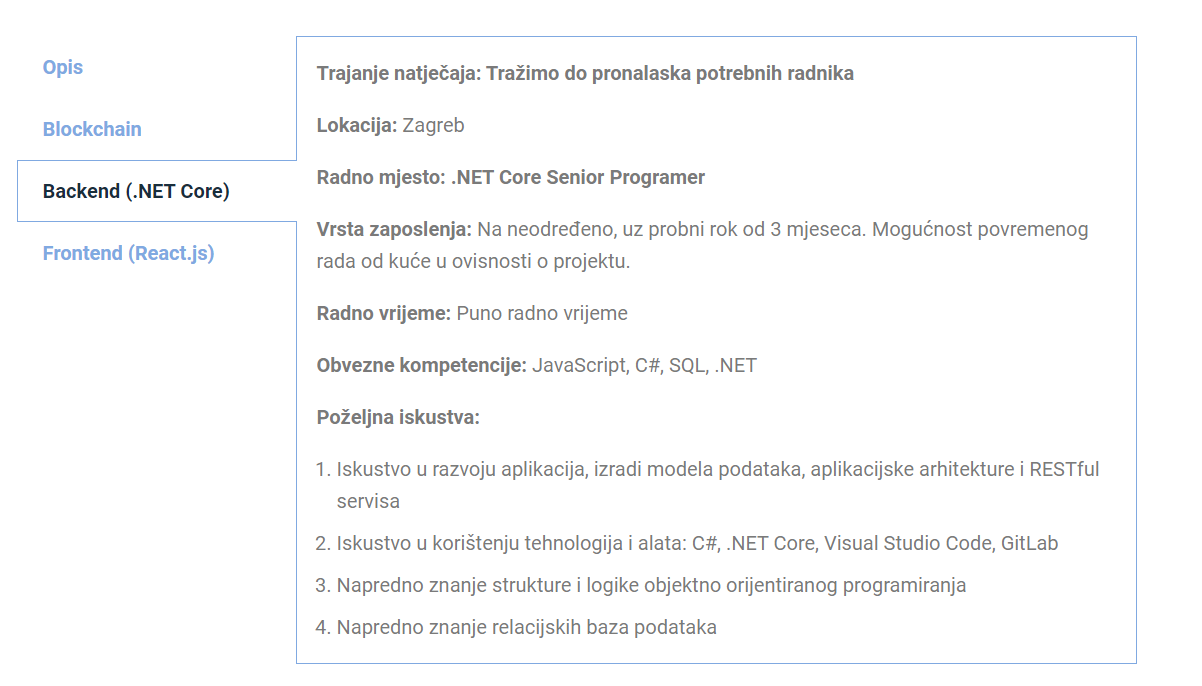 Opis
Blockchain
Backend (.NET Core)
Frontend (React.js)
Trajanje natječaja: Tražimo do pronalaska potrebnih radnika
Lokacija: Zagreb
Radno mjesto: .NET Core Senior Programer
Vrsta zaposlenja: Na neodređeno, uz probni rok od 3 mjeseca. Mogućnost povremenog
rada od kuće u ovisnosti o projektu.
Radno vrijeme: Puno radno vrijeme
Obvezne kompetencije: JavaScript, C#, SQL, .NET
Poželjna iskustva:
1. Iskustvo u razvoju aplikacija, izradi modela podataka, aplikacijske arhitekture i RESTful
servisa
2. Iskustvo u korištenju tehnologija i alata: C#, .NET Core, Visual Studio Code, GitLab
3. Napredno znanje strukture i logike objektno orijentiranog programiranja
4. Napredno znanje relacijskih baza podataka